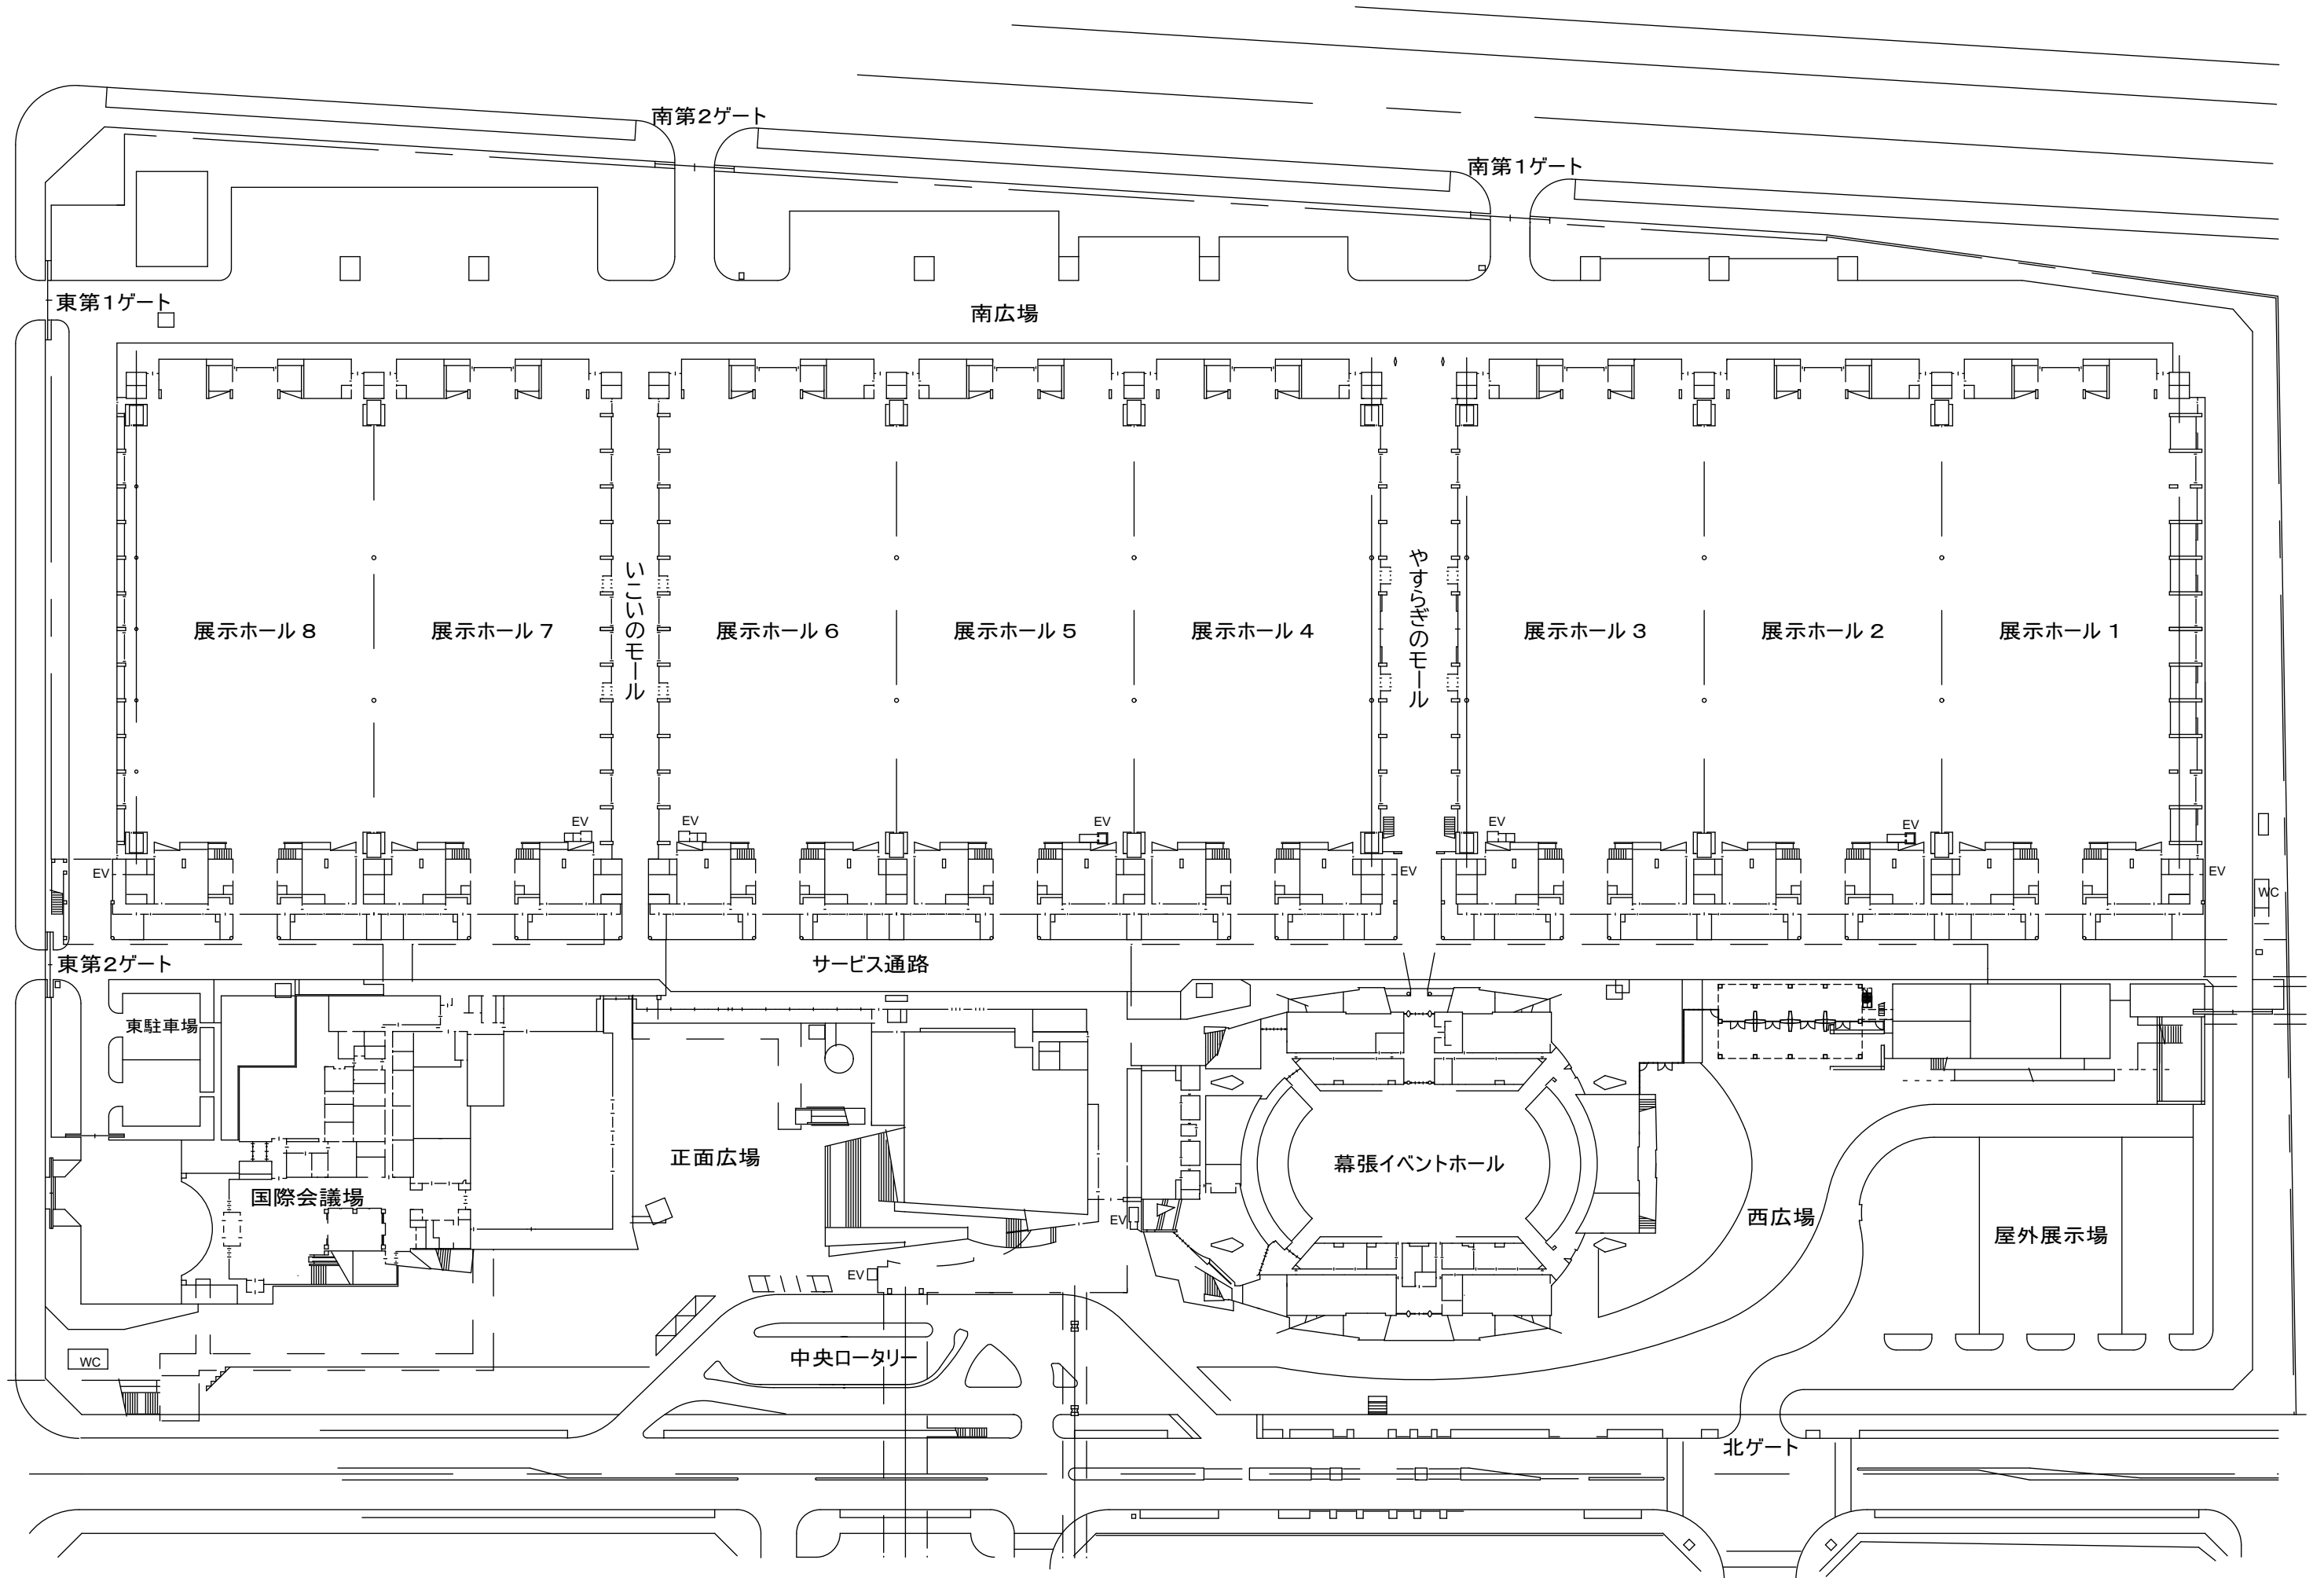 南第2ゲート
南第1ゲート
東第1ゲート
南広場
いこいのモール
やすらぎのモール
展示ホール 8
展示ホール 7
展示ホール 6
展示ホール 5
展示ホール 4
展示ホール 3
展示ホール 2
展示ホール 1
EV
EV
EV
EV
EV
EV
EV
EV
WC
東第2ゲート
サービス通路
東駐車場
正面広場
幕張イベントホール
国際会議場
EV
西広場
屋外展示場
EV
中央ロータリー
WC
北ゲート